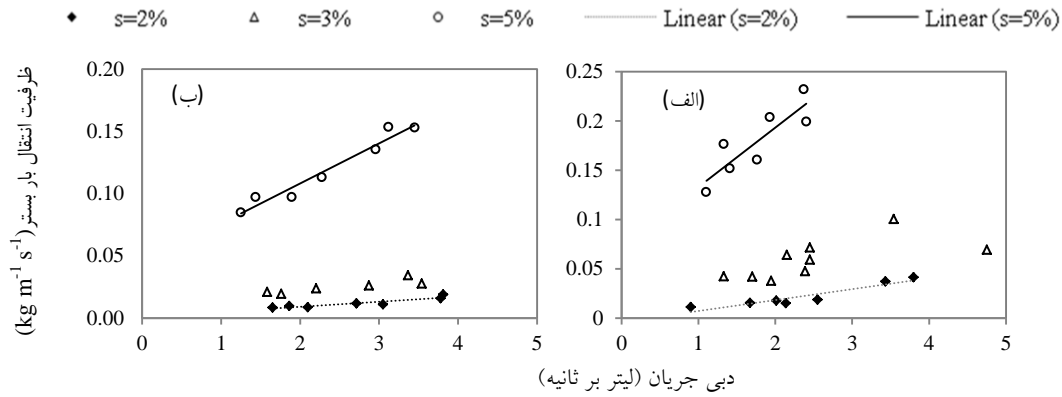 s=2% s=3% s=5% Linear (s=2%) Linear (s=5%)
ظرفیت انتقال بار بستر (kg m-1 s-1)
(ب)
0.20
0.15
0.10
0.05
0.00
0 1 2 3 4 5
(الف)
0.25
0.2
0.15
0.1
0.05
0
0 1 2 3 4 5
دبی جریان (لیتر بر ثانیه)